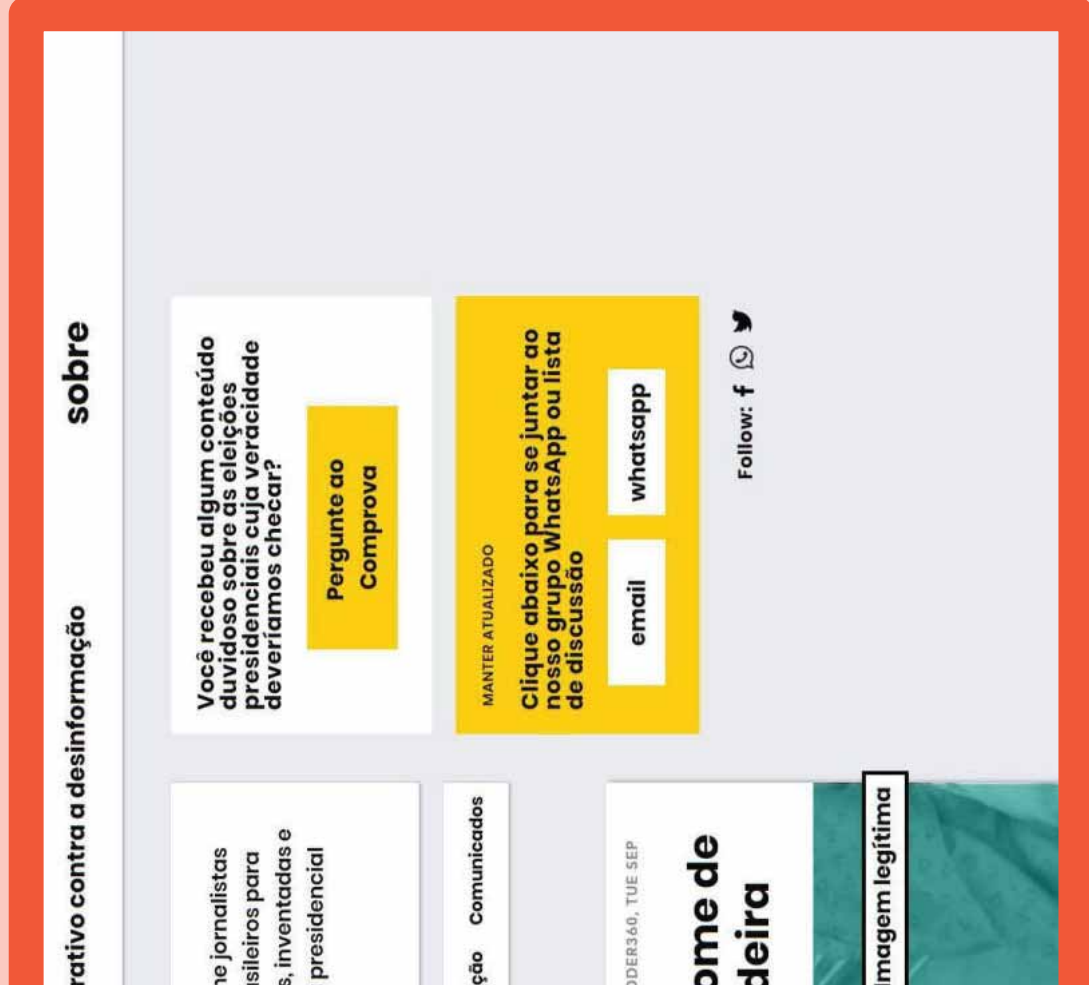 rativo contra a desinformação
sobre
ne jornalistas
sileiros para
s, inventadas e
presidencial
ção
Comunicados
ODER360, TUE SEP
ome de
deira
Imagem legítima
Você recebeu algum conteúdo
duvidoso sobre as eleições
presidenciais cuja veracidade
deveríamos checar?
Pergunte ao
Comprova
MANTER ATUALIZADO
Clique abaixo para se juntar ao
nosso grupo WhatsApp ou lista
de discussão
email
whatsapp
Follow: